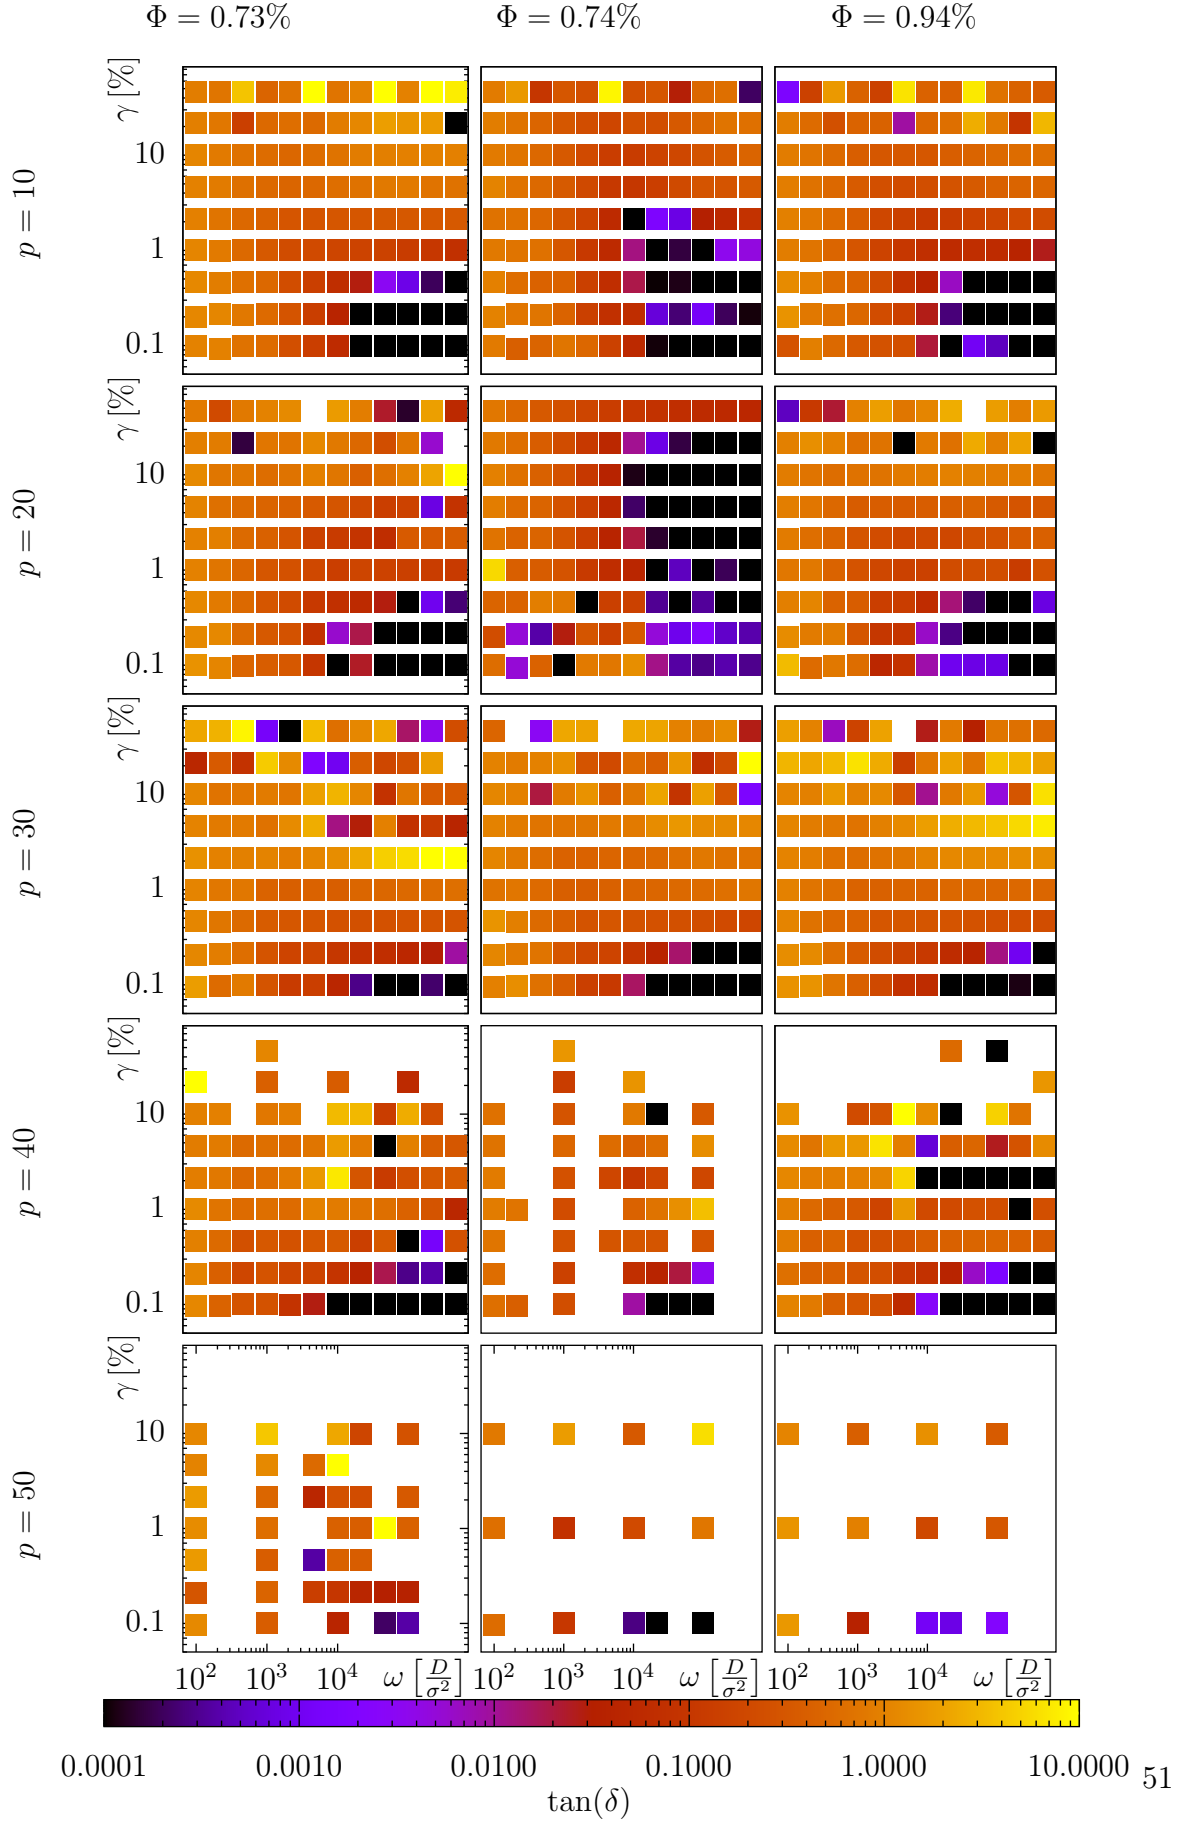 Φ = 0.73% Φ = 0.74% Φ = 0.94%
p = 10
γ [%]
10
1
0.1
p = 20
γ [%]
10
1
0.1
p = 30
γ [%]
10
1
0.1
p = 40
γ [%]
10
1
0.1
p = 50
γ [%]
10
1
0.1
10² 10³ 10⁴ ω [D/σ²] 10² 10³ 10⁴ ω [D/σ²] 10² 10³ 10⁴ ω [D/σ²]
0.0001 0.0010 0.0100 0.1000 1.0000 10.0000
tan(δ)
51